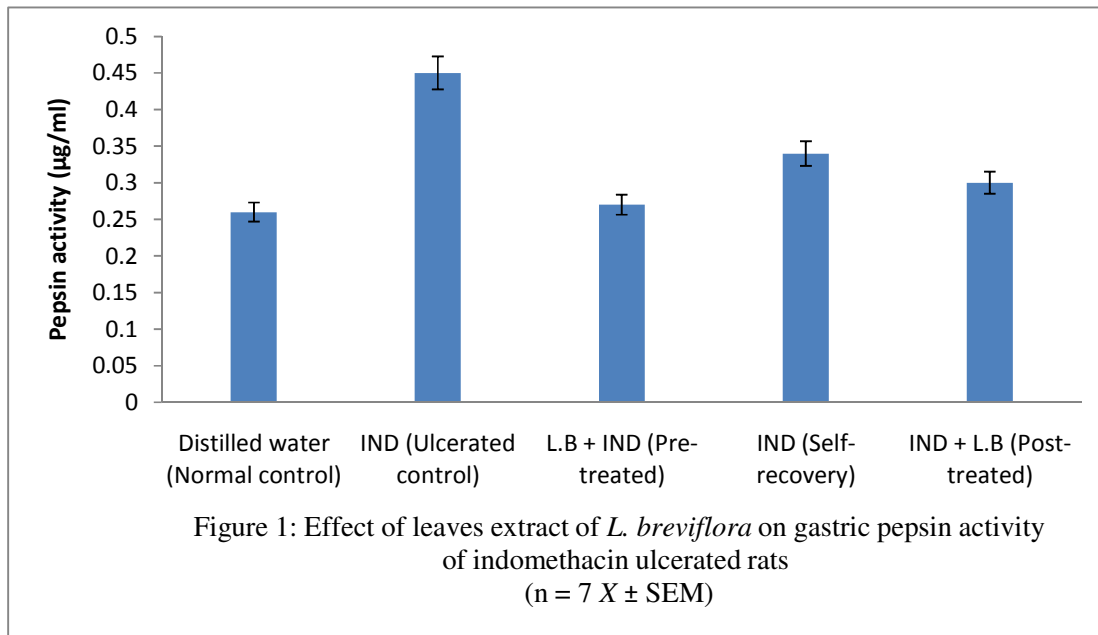 0.5
0.45
0.4
0.35
0.3
0.25
0.2
0.15
0.1
0.05
0
Pepsin activity (µg/ml)
Distilled water (Normal control)
IND (Ulcerated control)
L.B + IND (Pre-treated)
IND (Self-recovery)
IND + L.B (Post-treated)
Figure 1: Effect of leaves extract of L. breviflora on gastric pepsin activity
of indomethacin ulcerated rats
(n = 7 X ± SEM)